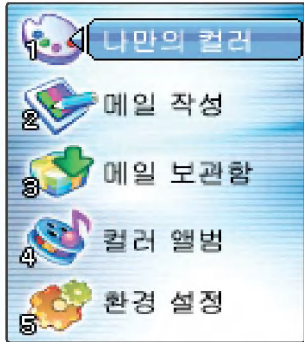 1 나만의 컬러
2 메일 작성
3 메일 보관함
4 컬러 앨범
5 환경 설정